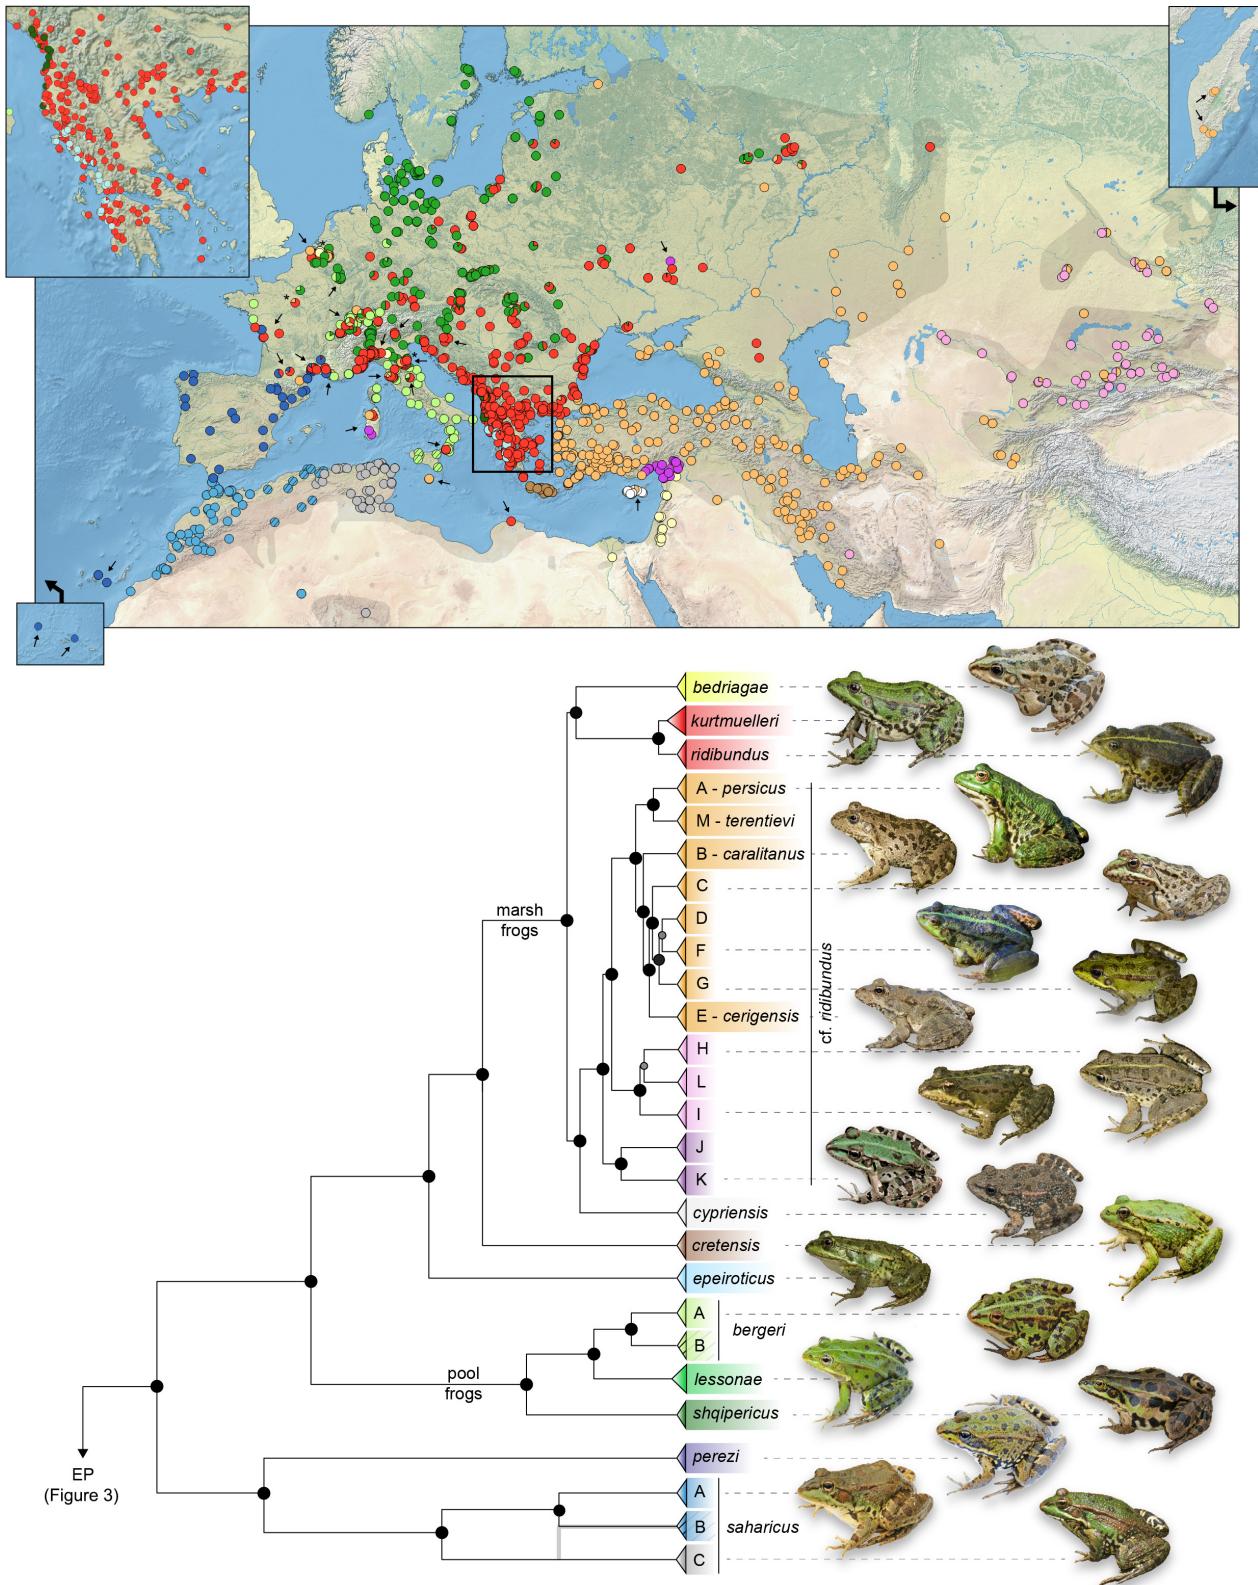 bedriagae
kurtmuelleri
ridibundus
A - persicus
M - terentievi
B - caralitanus
C
marsh
frogs
D
F
G
E - cerigensis
cf. ridibundus
H
L
I
J
K
cypriensis
cretensis
epeiroticus
A
bergeri
B
pool
frogs
lessonae
shqipericus
perezi
EP
(Figure 3)
A
B
saharicus
C